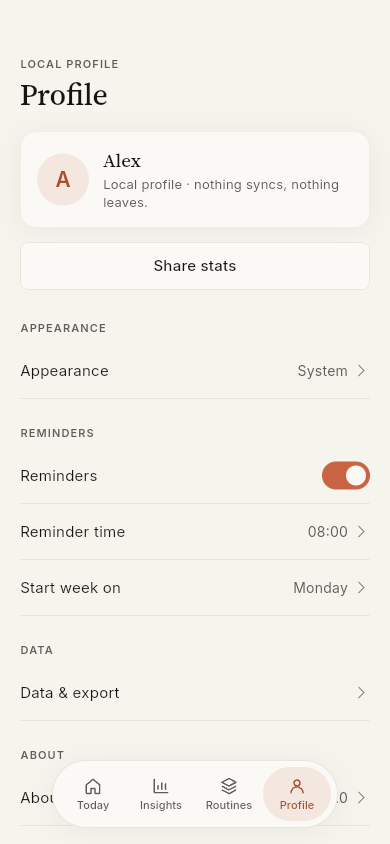 LOCAL PROFILE
Profile
A
Alex
Local profile · nothing syncs, nothing
leaves.
Share stats
APPEARANCE
Appearance System
REMINDERS
Reminders
Reminder time 08:00
Start week on Monday
DATA
Data & export
ABOUT
Today Insights Routines Profile